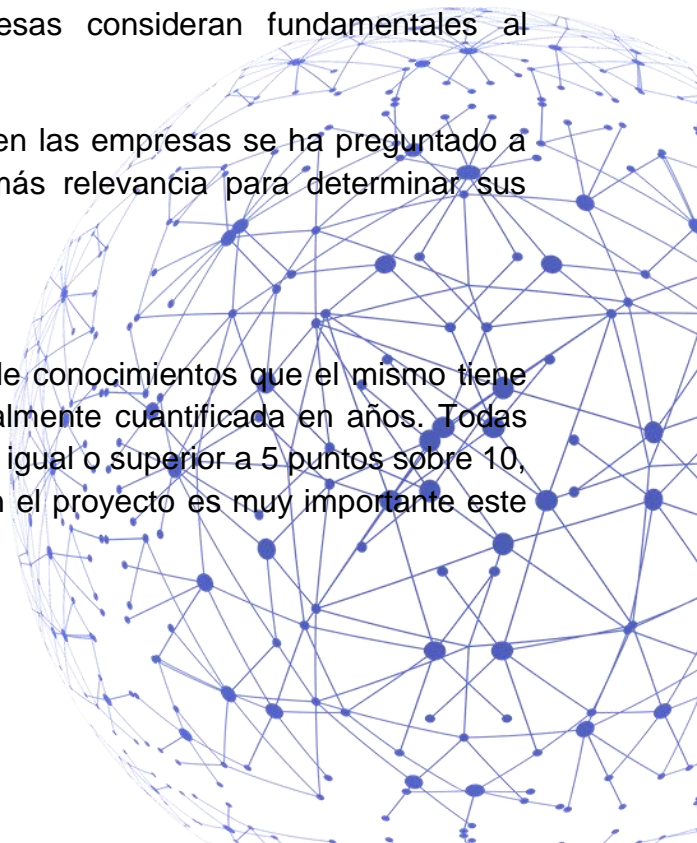 esas consideran fundamentales al
en las empresas se ha preguntado a
más relevancia para determinar sus
de conocimientos que el mismo tiene
almente cuantificada en años. Todas
igual o superior a 5 puntos sobre 10,
n el proyecto es muy importante este